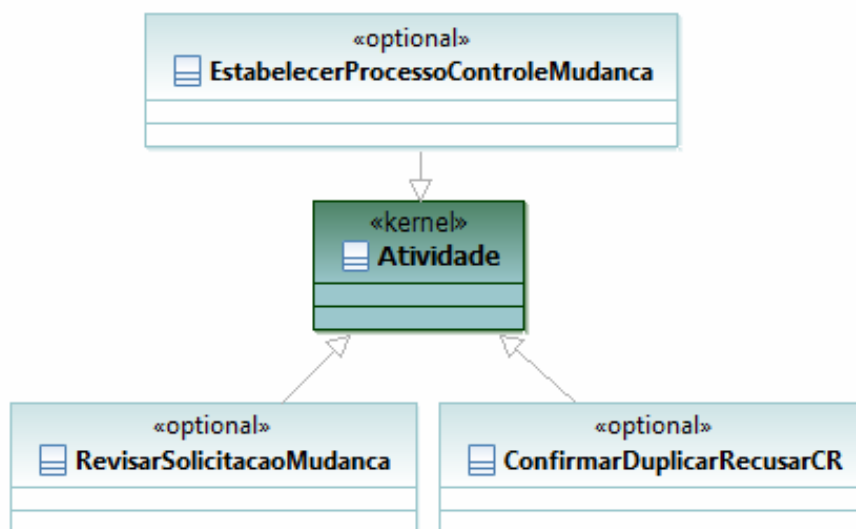 «optional»
EstabelecerProcessoControleMudanca
«kernel»
Atividade
«optional»
RevisarSolicitacaoMudanca
«optional»
ConfirmarDuplicarRecusarCR